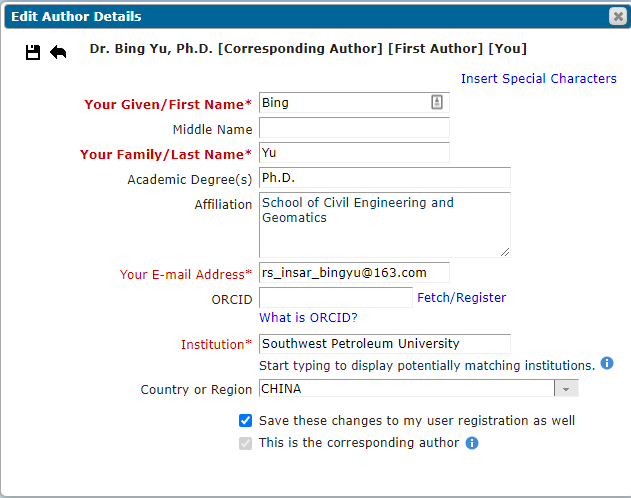 Edit Author Details
Dr. Bing Yu, Ph.D. [Corresponding Author] [First Author] [You]
Insert Special Characters
Your Given/First Name* Bing
Middle Name
Your Family/Last Name* Yu
Academic Degree(s) Ph.D.
Affiliation School of Civil Engineering and
Geomatics
Your E-mail Address* rs_insar_bingyu@163.com
ORCID Fetch/Register
What is ORCID?
Institution* Southwest Petroleum University
Start typing to display potentially matching institutions.
Country or Region CHINA
Save these changes to my user registration as well
This is the corresponding author